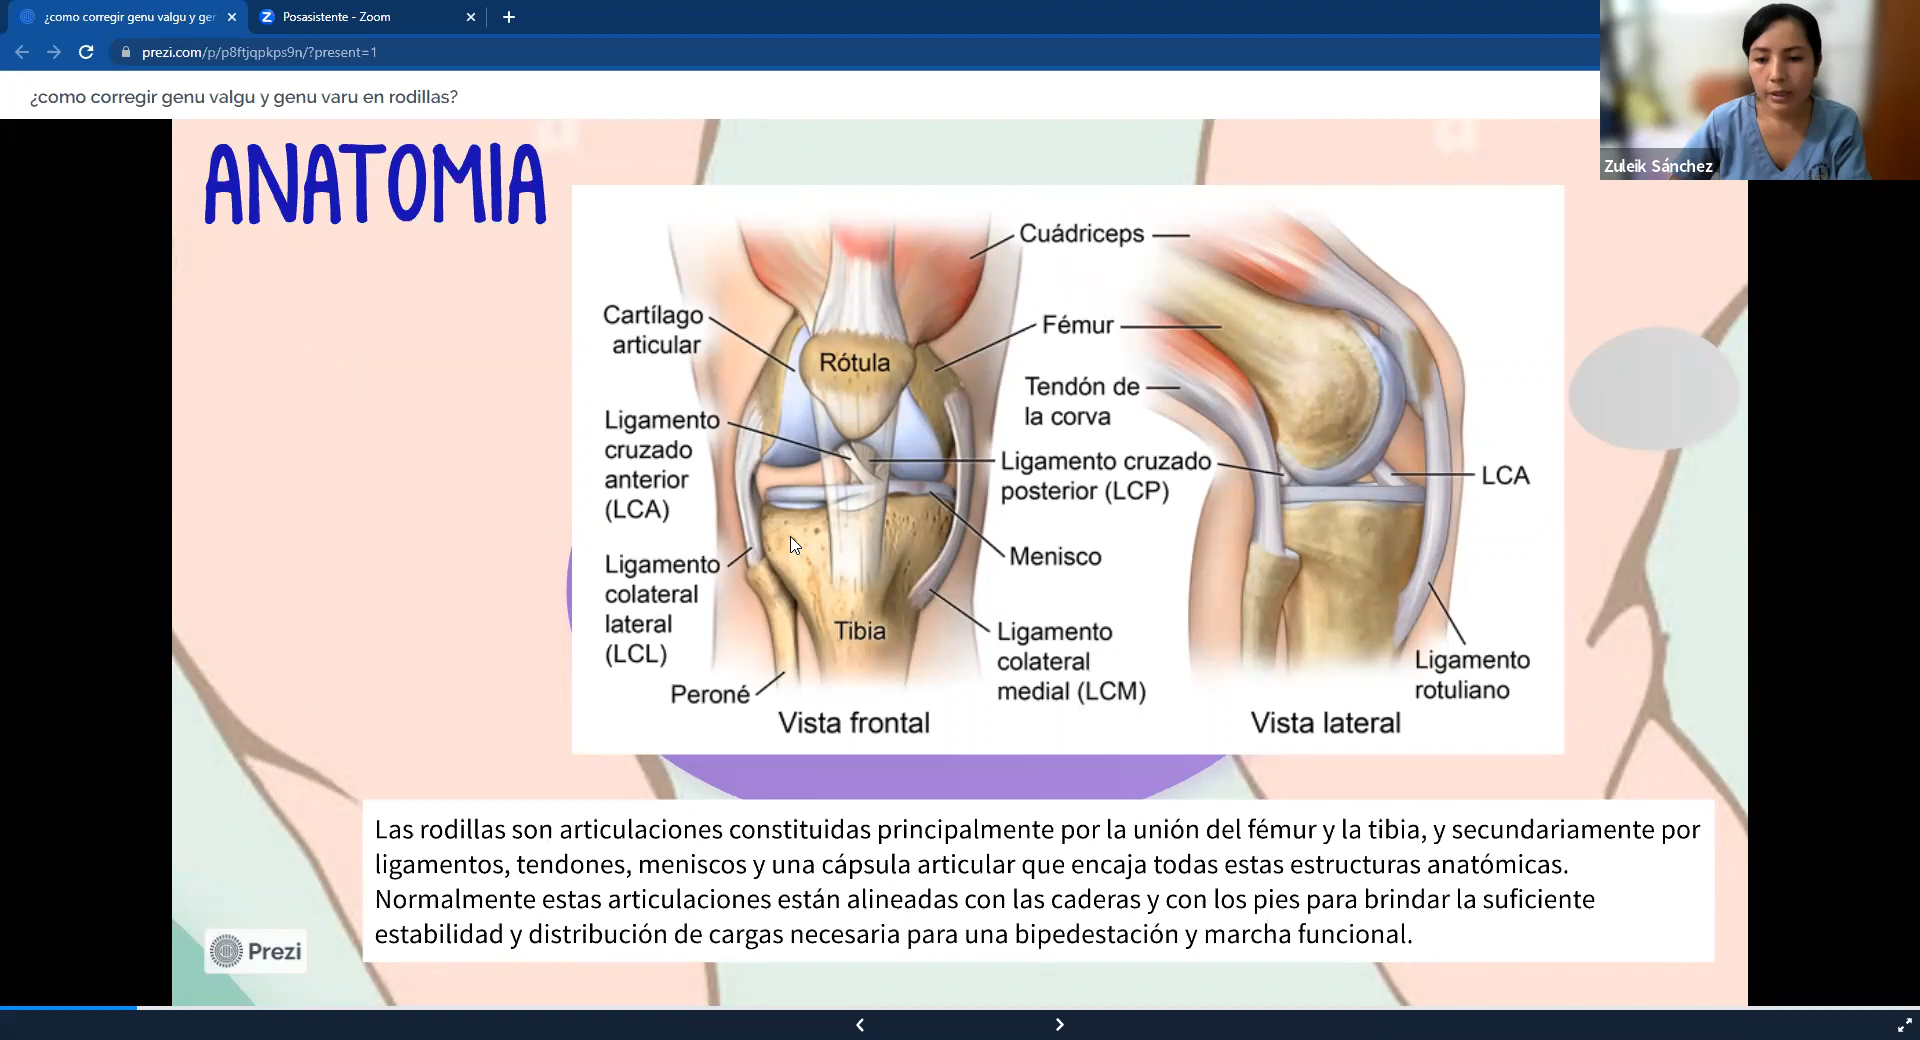 ¿como corregir genu valgu y ger
Posasistente - Zoom
prezi.com/p/p8ftjqpkps9n/?present=1
¿como corregir genu valgu y genu varu en rodillas?
Zuleik Sánchez
ANATOMIA
Cuádriceps
Cartílago
articular
Rótula
Fémur
Tendón de
la corva
Ligamento
cruzado
anterior
(LCA)
Ligamento cruzado
posterior (LCP)
LCA
Menisco
Ligamento
colateral
lateral
(LCL)
Tibia
Ligamento
colateral
medial (LCM)
Peroné
Ligamento
rotuliano
Vista frontal
Vista lateral
Las rodillas son articulaciones constituidas principalmente por la unión del fémur y la tibia, y secundariamente por
ligamentos, tendones, meniscos y una cápsula articular que encaja todas estas estructuras anatómicas.
Normalmente estas articulaciones están alineadas con las caderas y con los pies para brindar la suficiente
estabilidad y distribución de cargas necesaria para una bipedestación y marcha funcional.
Prezi